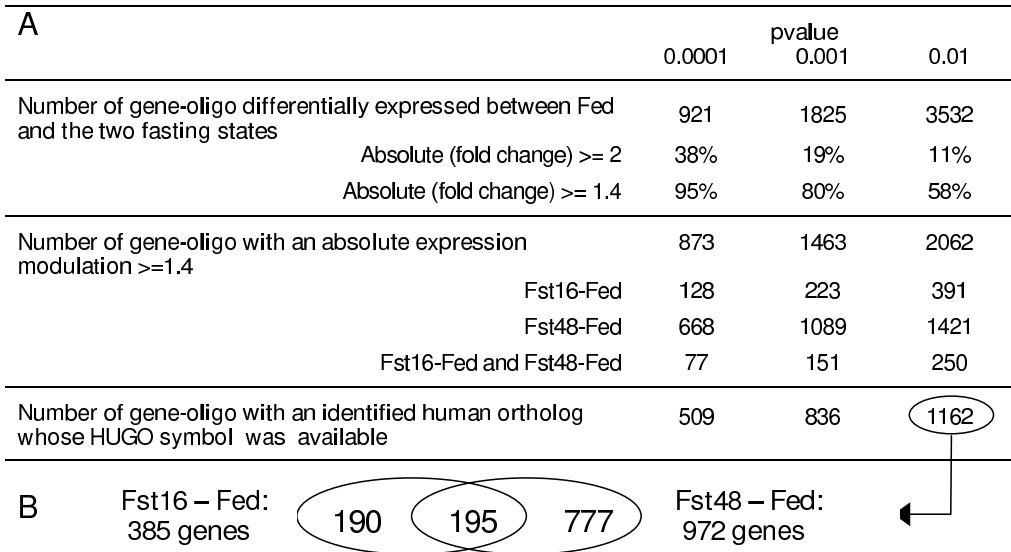 A
pvalue
0.0001 0.001 0.01
Number of gene-oligo differentially expressed between Fed
and the two fasting states
921 1825 3532
Absolute (fold change) >= 2 38% 19% 11%
Absolute (fold change) >= 1.4 95% 80% 58%
Number of gene-oligo with an absolute expression
modulation >=1.4
873 1463 2062
Fst16-Fed 128 223 391
Fst48-Fed 668 1089 1421
Fst16-Fed and Fst48-Fed 77 151 250
Number of gene-oligo with an identified human ortholog
whose HUGO symbol was available
509 836 1162
B
Fst16 – Fed:
385 genes
190 195 777
Fst48 – Fed:
972 genes